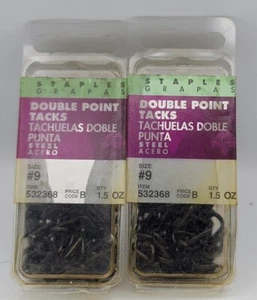 STAPLES
GRAPAS
DOUBLE POINT
TACKS
TACHUELAS DOBLE
PUNTA
STEEL
ACERO
SIZE
#9
ITEM
532368
PRICE
CODE B
QTY
1.5 OZ
STAPLES
GRAPAS
DOUBLE POINT
TACKS
TACHUELAS DOBLE
PUNTA
STEEL
ACERO
SIZE
#9
ITEM
532368
PRICE
CODE B
QTY
1.5 OZ